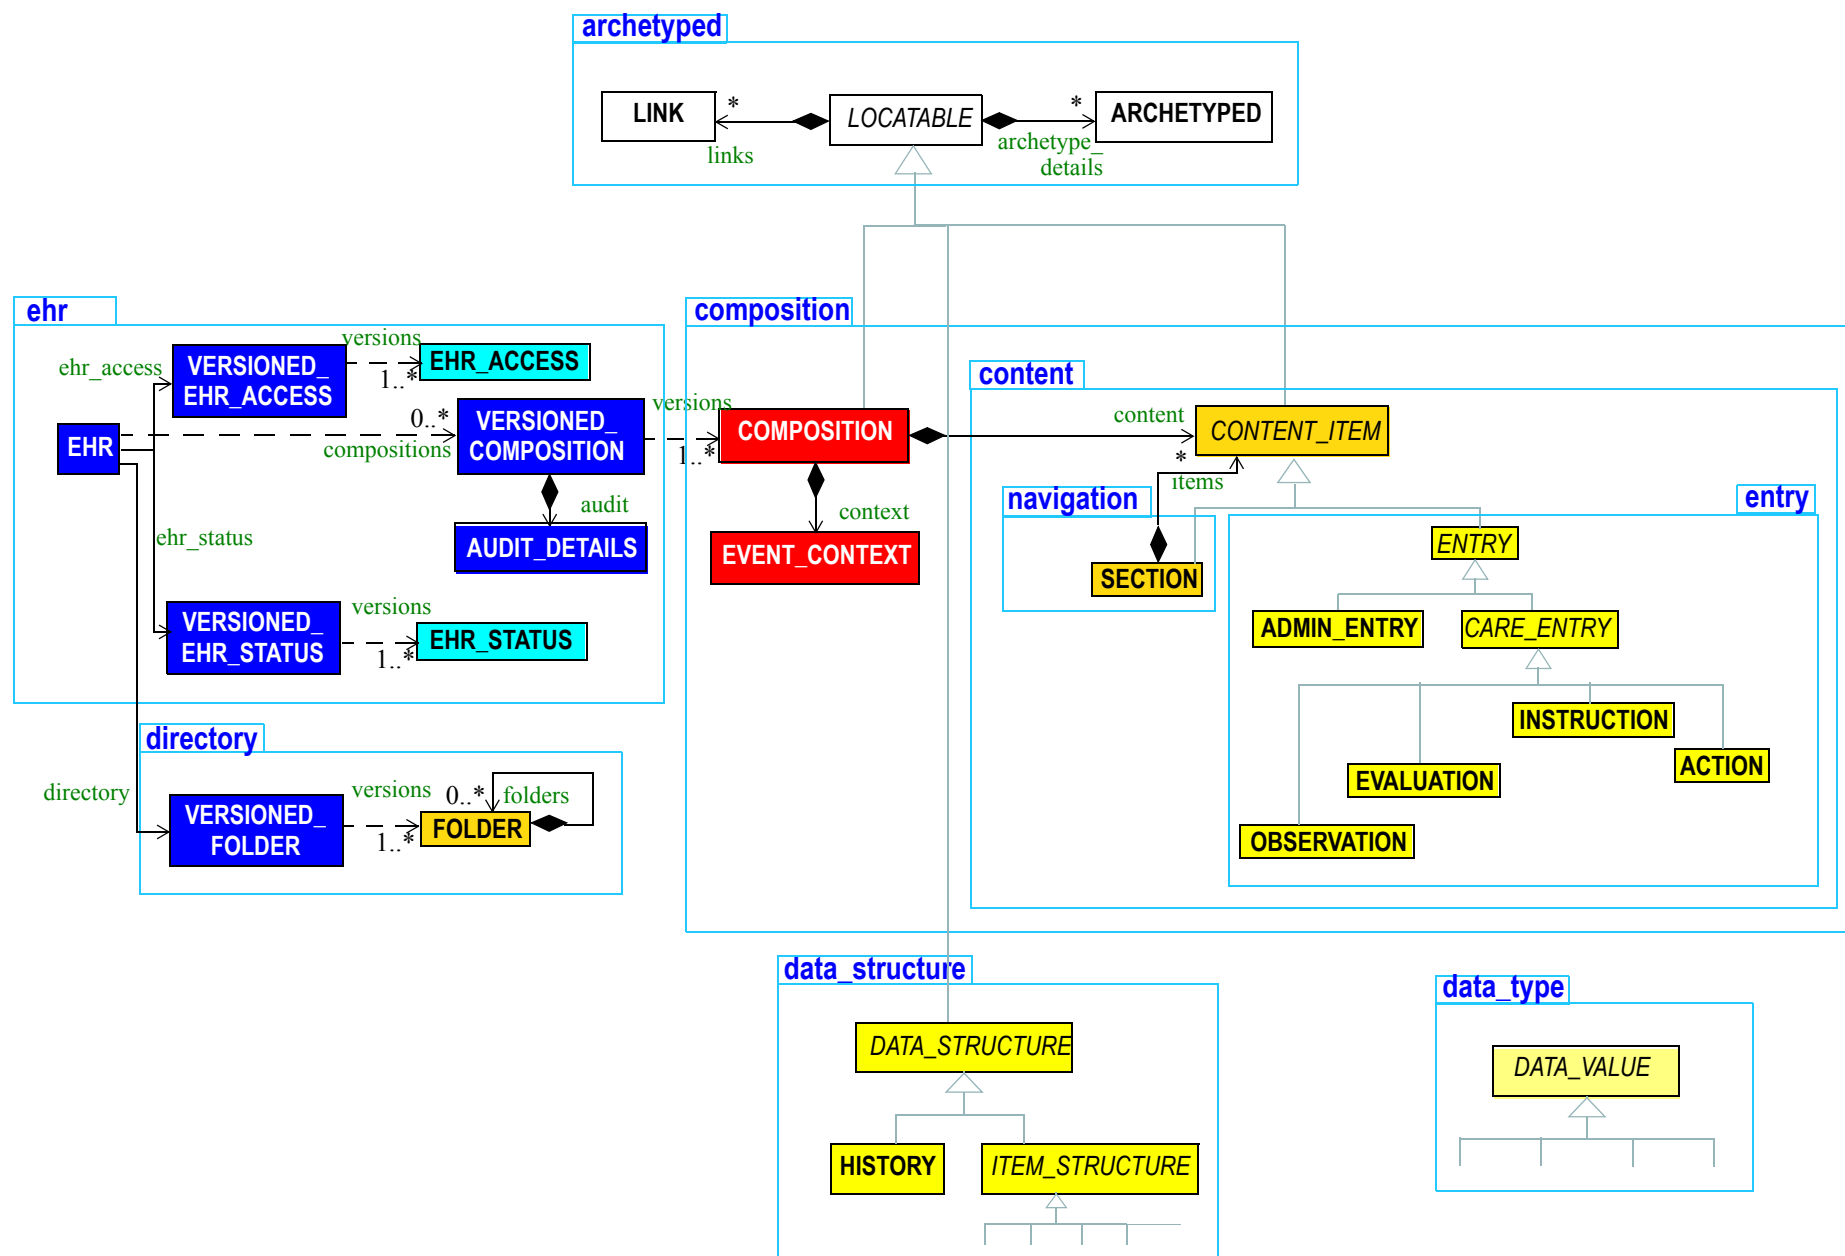 archetyped
LINK
*
links
LOCATABLE
*
archetype_
details
ARCHETYPED
ehr
ehr_access
VERSIONED_
EHR_ACCESS
versions
1..*
EHR_ACCESS
EHR
0..*
compositions
VERSIONED_
COMPOSITION
versions
1..*
audit
AUDIT_DETAILS
ehr_status
VERSIONED_
EHR_STATUS
versions
1..*
EHR_STATUS
directory
directory
VERSIONED_
FOLDER
versions
1..*
0..*
folders
FOLDER
composition
COMPOSITION
context
EVENT_CONTEXT
content
content
*
CONTENT_ITEM
items
navigation
SECTION
entry
ENTRY
ADMIN_ENTRY
CARE_ENTRY
INSTRUCTION
ACTION
EVALUATION
OBSERVATION
data_structure
DATA_STRUCTURE
HISTORY
ITEM_STRUCTURE
data_type
DATA_VALUE